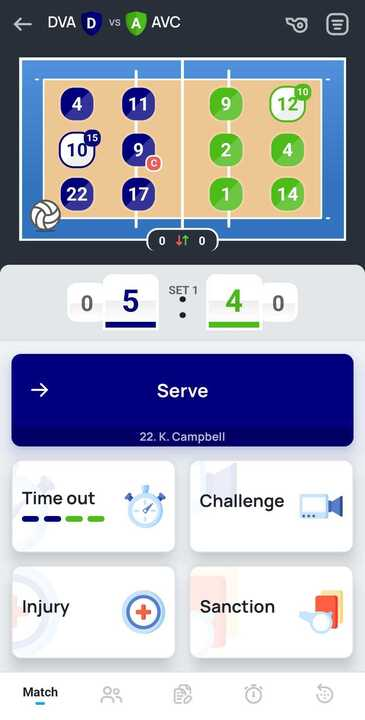 DVA D vs A AVC
4 11 9 12 10
10 15 9 C 2 4
22 17 1 14
0 0
SET 1
0 5 : 4 0
Serve
22. K. Campbell
Time out
Challenge
Injury
Sanction
Match